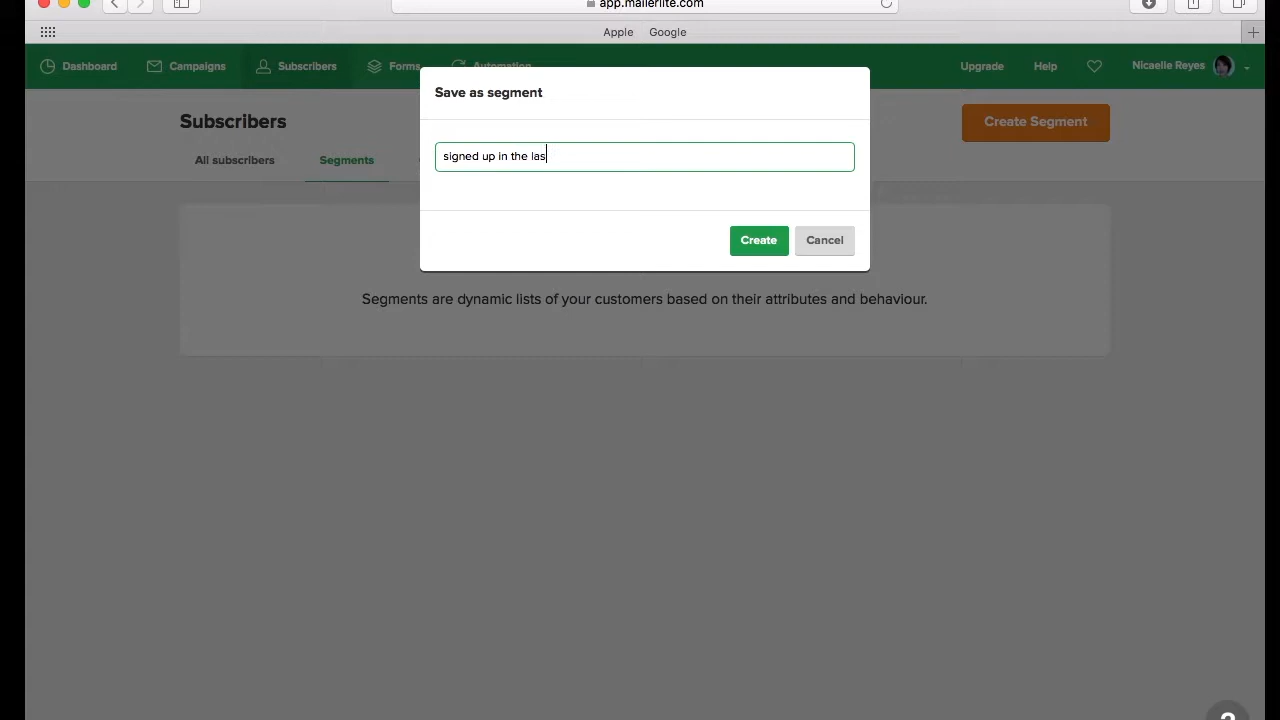 app.mailerlite.com
Apple Google
Dashboard Campaigns Subscribers Forms Automation Upgrade Help Nicaelle Reyes
Save as segment
Subscribers
Create Segment
signed up in the las
All subscribers Segments
Create Cancel
Segments are dynamic lists of your customers based on their attributes and behaviour.
?